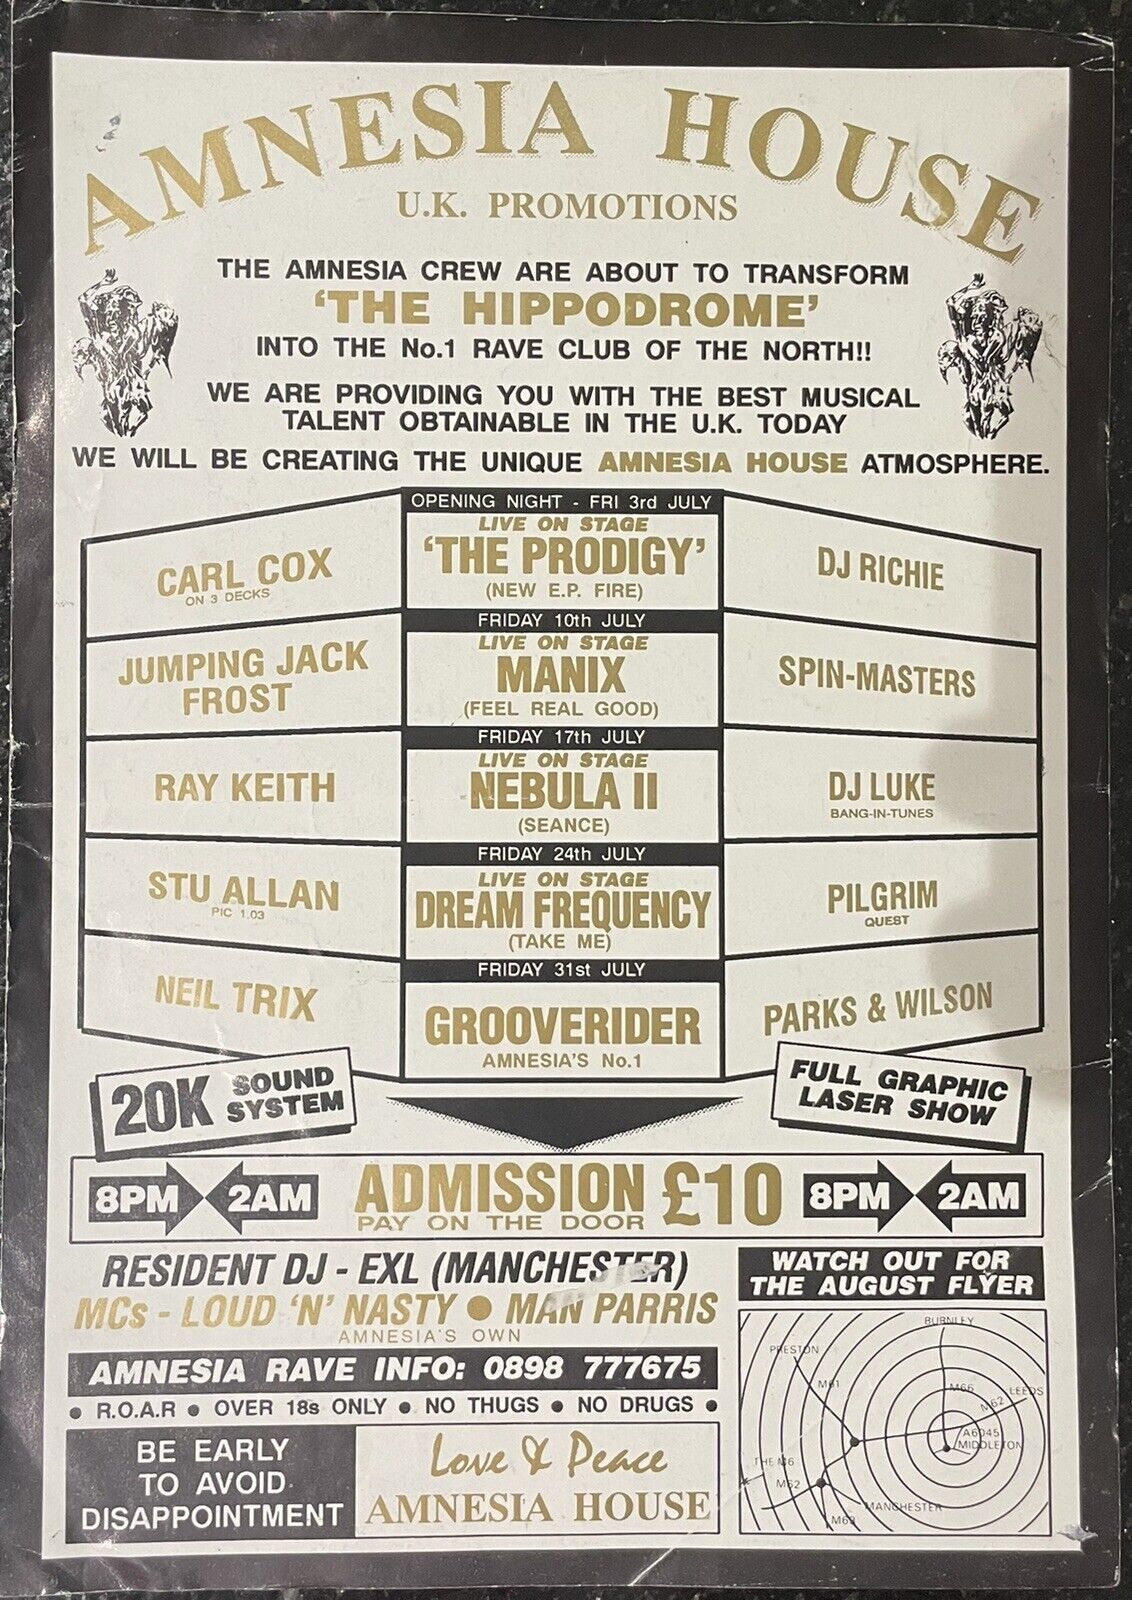 AMNESIA HOUSE
U.K. PROMOTIONS
THE AMNESIA CREW ARE ABOUT TO TRANSFORM
'THE HIPPODROME'
INTO THE No.1 RAVE CLUB OF THE NORTH!!
WE ARE PROVIDING YOU WITH THE BEST MUSICAL
TALENT OBTAINABLE IN THE U.K. TODAY
WE WILL BE CREATING THE UNIQUE AMNESIA HOUSE ATMOSPHERE.
OPENING NIGHT - FRI 3rd JULY
CARL COX
ON 3 DECKS
LIVE ON STAGE
'THE PRODIGY'
(NEW E.P. FIRE)
DJ RICHIE
FRIDAY 10th JULY
JUMPING JACK
FROST
LIVE ON STAGE
MANIX
(FEEL REAL GOOD)
SPIN-MASTERS
FRIDAY 17th JULY
RAY KEITH
LIVE ON STAGE
NEBULA II
(SEANCE)
DJ LUKE
BANG-IN-TUNES
FRIDAY 24th JULY
STU ALLAN
PIC 1.03
LIVE ON STAGE
DREAM FREQUENCY
(TAKE ME)
PILGRIM
QUEST
FRIDAY 31st JULY
NEIL TRIX
GROOVERIDER
AMNESIA'S No.1
PARKS & WILSON
20K SOUND
SYSTEM
FULL GRAPHIC
LASER SHOW
8PM 2AM
ADMISSION £10
PAY ON THE DOOR
8PM 2AM
RESIDENT DJ - EXL (MANCHESTER)
MCs - LOUD 'N' NASTY ● MAN PARRIS
AMNESIA'S OWN
AMNESIA RAVE INFO: 0898 777675
● R.O.A.R ● OVER 18s ONLY ● NO THUGS ● NO DRUGS ●
BE EARLY
TO AVOID
DISAPPOINTMENT
Love & Peace
AMNESIA HOUSE
WATCH OUT FOR
THE AUGUST FLYER
BURNLEY
PRESTON
M61
M66
M62
LEEDS
A6045
MIDDLETON
THE M6
M62
MANCHESTER
M63